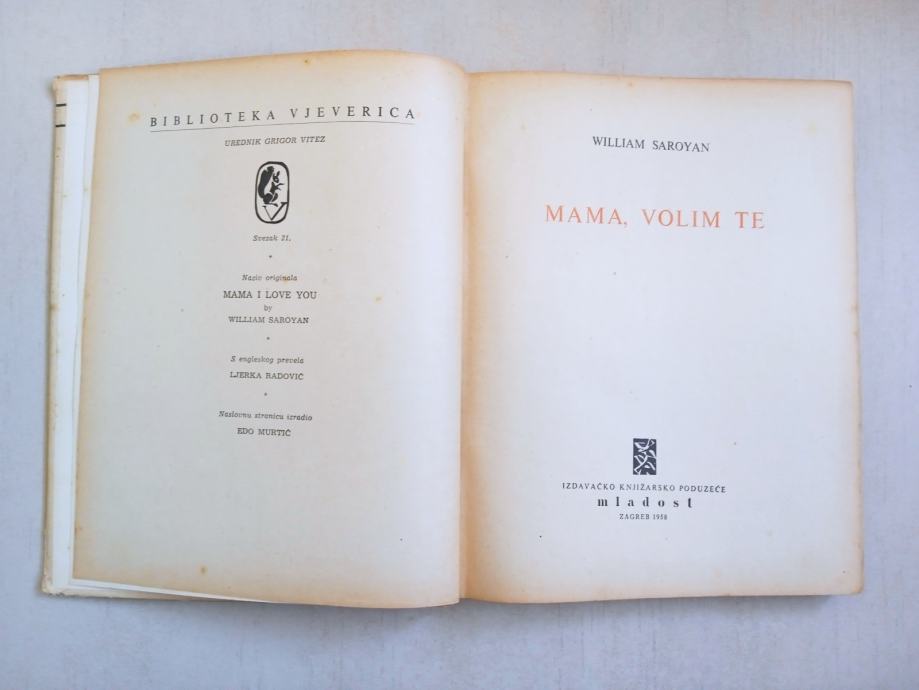 BIBLIOTEKA VJEVERICA
UREDNIK GRIGOR VITEZ
V
Svezak 21.
*
Naziv originala
MAMA I LOVE YOU
by
WILLIAM SAROYAN
*
S engleskog prevela
LJERKA RADOVIĆ
*
Naslovnu stranicu izradio
EDO MURTIĆ
WILLIAM SAROYAN
MAMA, VOLIM TE
IZDAVAČKO KNJIŽARSKO PODUZEĆE
mladost
ZAGREB 1958